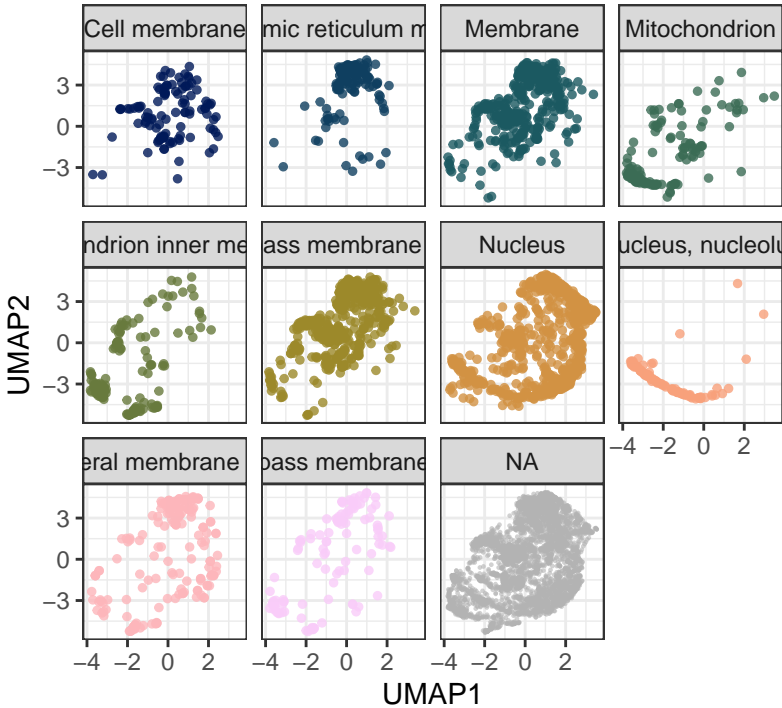 Cell membrane
mic reticulum m
Membrane
Mitochondrion
3
0
−3
ndrion inner me
ass membrane
Nucleus
ucleus, nucleolu
3
0
−3
−4 −2 0 2
eral membrane
pass membrane
NA
3
0
−3
−4 −2 0 2
−4 −2 0 2
−4 −2 0 2
UMAP1
UMAP2